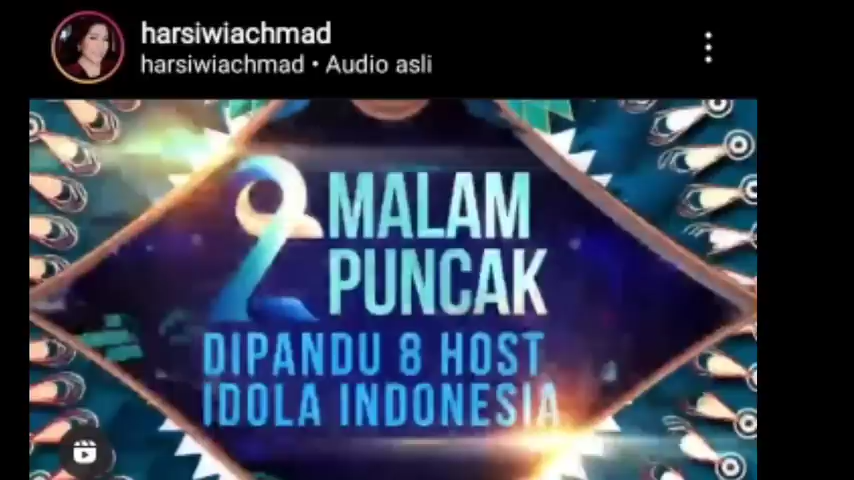 harsiwiachmad
harsiwiachmad • Audio asli
2 MALAM
PUNCAK
DIPANDU 8 HOST
IDOLA INDONESIA